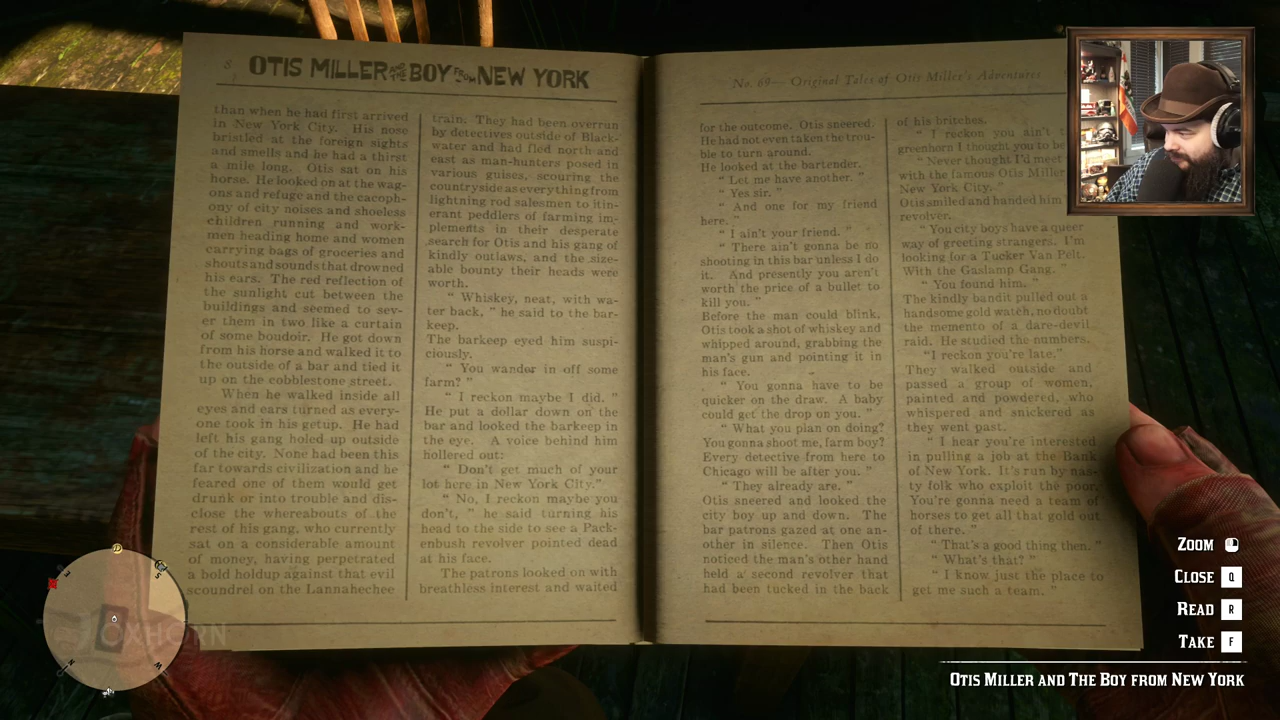 8
OTIS MILLER AND THE BOY FROM NEW YORK
than when he had first arrived
in New York City. His nose
bristled at the foreign sights
and smells and he had a thirst
a mile long. Otis sat on his
horse. He looked on at the wag-
ons and refuge and the cacoph-
ony of city noises and shoeless
children running and work-
men heading home and women
carrying bags of groceries and
shouts and sounds that drowned
his ears. The red reflection of
the sunlight cut between the
buildings and seemed to sev-
er them in two like a curtain
of some boudoir. He got down
from his horse and walked it to
the outside of a bar and tied it
up on the cobblestone street.
When he walked inside all
eyes and ears turned as every-
one took in his getup. He had
left his gang holed up outside
of the city. None had been this
far towards civilization and he
feared one of them would get
drunk or into trouble and dis-
close the whereabouts of the
rest of his gang, who currently
sat on a considerable amount
of money, having perpetrated
a bold holdup against that evil
scoundrel on the Lannahechee
train. They had been overrun
by detectives outside of Black-
water and had fled north and
east as man-hunters posed in
various guises, scouring the
countryside as everything from
lightning rod salesmen to itin-
erant peddlers of farming im-
plements in their desperate
search for Otis and his gang of
kindly outlaws, and the size-
able bounty their heads were
worth.
" Whiskey, neat, with wa-
ter back, " he said to the bar-
keep.
The barkeep eyed him suspi-
ciously.
" You wander in off some
farm? "
" I reckon maybe I did. "
He put a dollar down on the
bar and looked the barkeep in
the eye. A voice behind him
hollered out:
" Don't get much of your
lot here in New York City."
" No, I reckon maybe you
don't, " he said turning his
head to the side to see a Pack-
enbush revolver pointed dead
at his face.
The patrons looked on with
breathless interest and waited
No. 69— Original Tales of Otis Miller's Adventures
for the outcome. Otis sneered.
He had not even taken the trou-
ble to turn around.
He looked at the bartender.
" Let me have another. "
" Yes sir. "
" And one for my friend
here. "
" I ain't your friend. "
" There ain't gonna be no
shooting in this bar unless I do
it. And presently you aren't
worth the price of a bullet to
kill you. "
Before the man could blink,
Otis took a shot of whiskey and
whipped around, grabbing the
man's gun and pointing it in
his face.
" You gonna have to be
quicker on the draw. A baby
could get the drop on you. "
" What you plan on doing?
You gonna shoot me, farm boy?
Every detective from here to
Chicago will be after you. "
" They already are. "
Otis sneered and looked the
city boy up and down. The
bar patrons gazed at one an-
other in silence. Then Otis
noticed the man's other hand
held a second revolver that
had been tucked in the back
of his britches.
" I reckon you ain't
greenhorn I thought you to be
" Never thought I'd meet
with the famous Otis Miller
New York City. "
Otis smiled and handed him
revolver.
" You city boys have a queer
way of greeting strangers. I'm
looking for a Tucker Van Pelt.
With the Gaslamp Gang. "
" You found him. "
The kindly bandit pulled out a
handsome gold watch, no doubt
the memento of a dare-devil
raid. He studied the numbers.
"I reckon you're late."
They walked outside and
passed a group of women,
painted and powdered, who
whispered and snickered as
they went past.
" I hear you're interested
in pulling a job at the Bank
of New York. It's run by nas-
ty folk who exploit the poor.
You're gonna need a team of
horses to get all that gold out
of there. "
" That's a good thing then. "
" What's that? "
" I know just the place to
get me such a team. "
ZOOM
CLOSE Q
READ R
TAKE F
OTIS MILLER AND THE BOY FROM NEW YORK
OXHORN